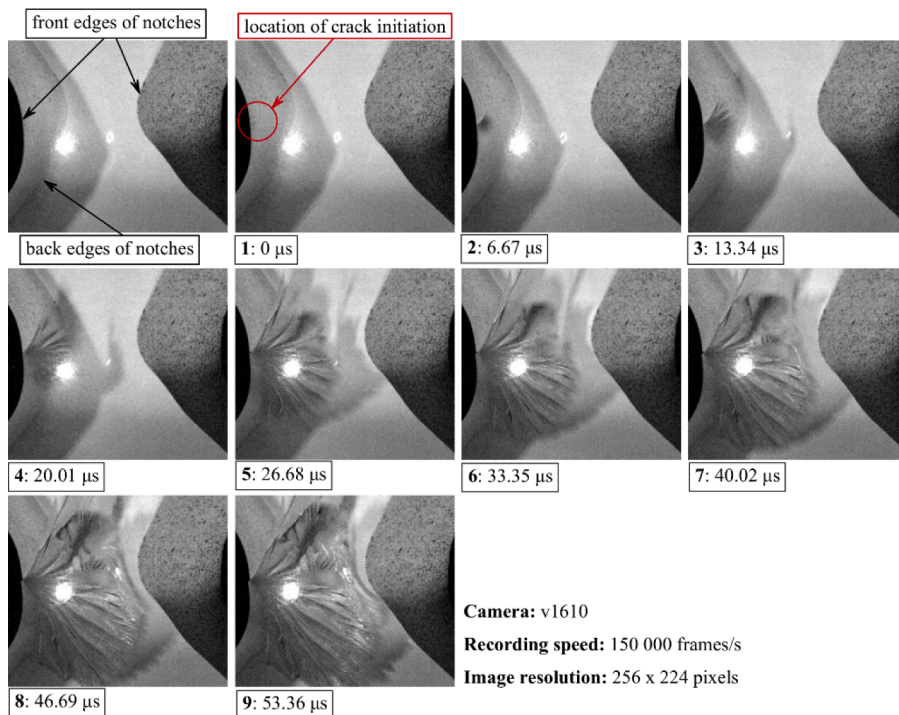 front edges of notches
location of crack initiation
back edges of notches
1: 0 μs
2: 6.67 μs
3: 13.34 μs
4: 20.01 μs
5: 26.68 μs
6: 33.35 μs
7: 40.02 μs
8: 46.69 μs
9: 53.36 μs
Camera: v1610
Recording speed: 150 000 frames/s
Image resolution: 256 x 224 pixels